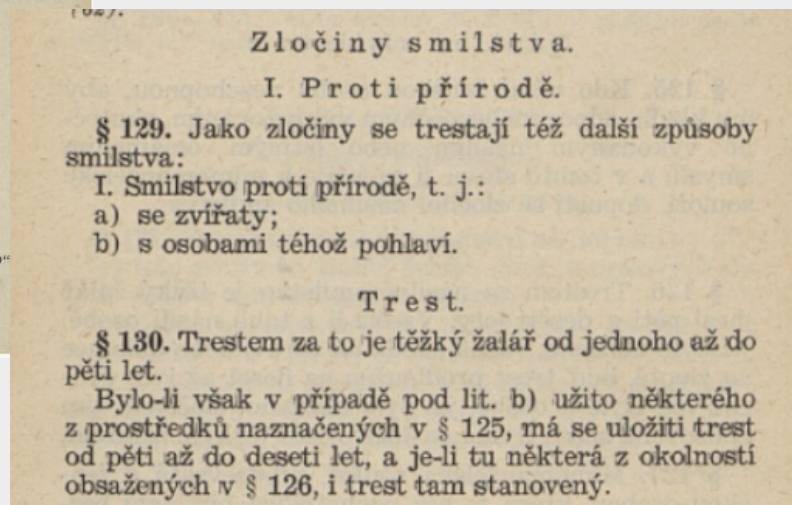 Zločiny smilstva.
I. Proti přírodě.
§ 129. Jako zločiny se trestají též další způsoby
smilstva:
I. Smilstvo proti přírodě, t. j.:
a) se zvířaty;
b) s osobami téhož pohlaví.
Trest.
§ 130. Trestem za to je těžký žalář od jednoho až do
pěti let.
Bylo-li však v případě pod lit. b) užito některého
z prostředků naznačených v § 125, má se uložiti trest
od pěti až do deseti let, a je-li tu některá z okolností
obsažených v § 126, i trest tam stanovený.